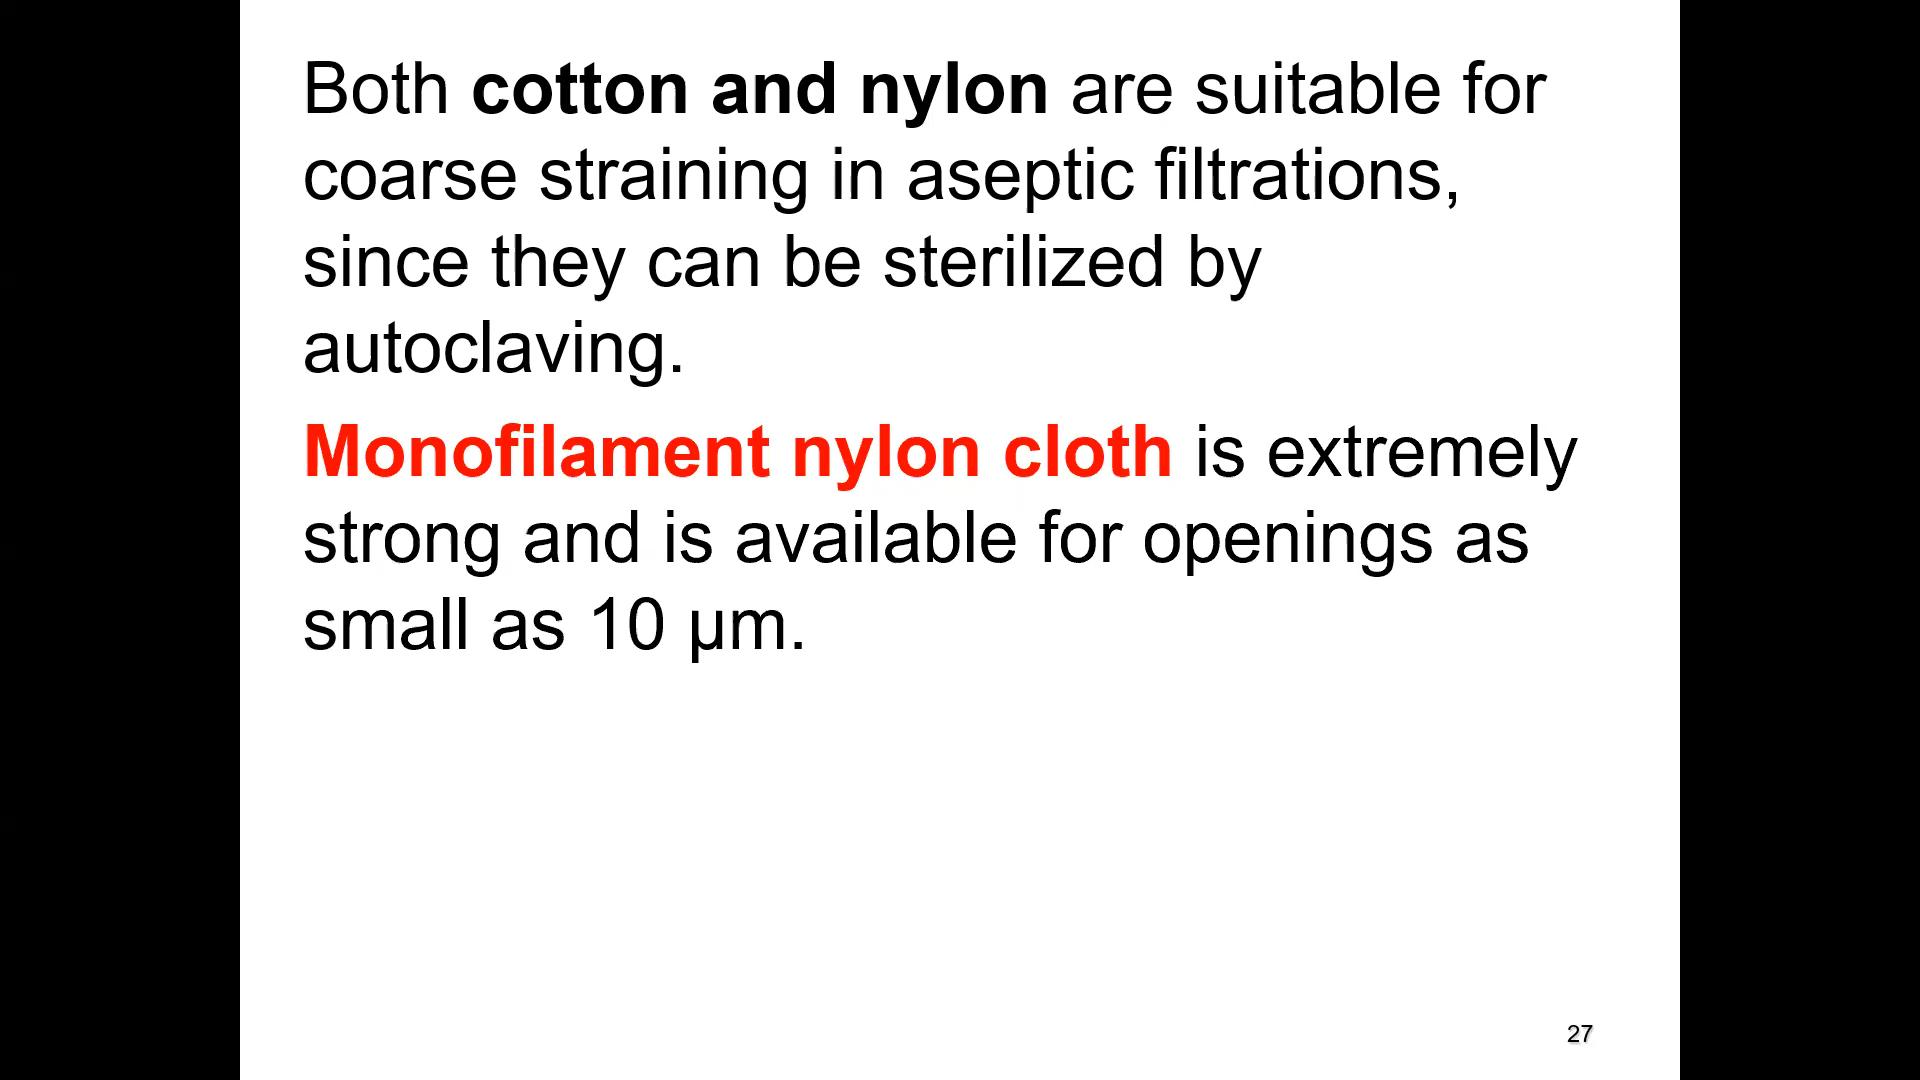 Both cotton and nylon are suitable for
coarse straining in aseptic filtrations,
since they can be sterilized by
autoclaving.
Monofilament nylon cloth is extremely
strong and is available for openings as
small as 10 µm.
27